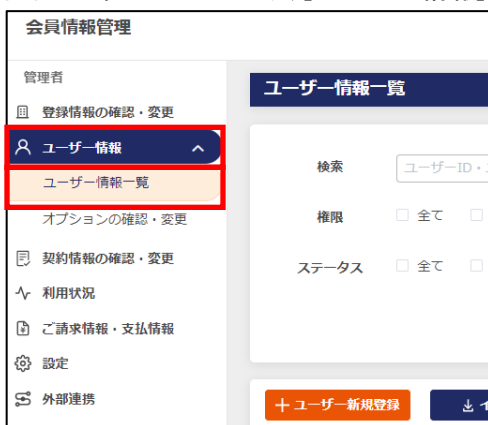 会員情報管理
管理者
登録情報の確認・変更
ユーザー情報
ユーザー情報一覧
オプションの確認・変更
契約情報の確認・変更
利用状況
ご請求情報・支払情報
設定
外部連携
ユーザー情報一覧
検索
ユーザーID・
権限
全て
ステータス
全て
+ ユーザー新規登録